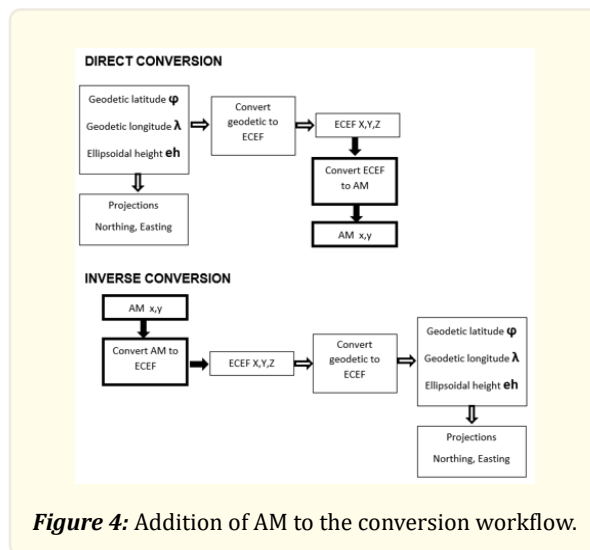 DIRECT CONVERSION
Geodetic latitude φ
Geodetic longitude λ
Ellipsoidal height eh
Convert
geodetic to
ECEF
ECEF X,Y,Z
Convert ECEF
to AM
AM x,y
Projections
Northing, Easting
INVERSE CONVERSION
AM x,y
Convert AM to
ECEF
ECEF X,Y,Z
Convert
geodetic to
ECEF
Geodetic latitude φ
Geodetic longitude λ
Ellipsoidal height eh
Projections
Northing, Easting
Figure 4: Addition of AM to the conversion workflow.